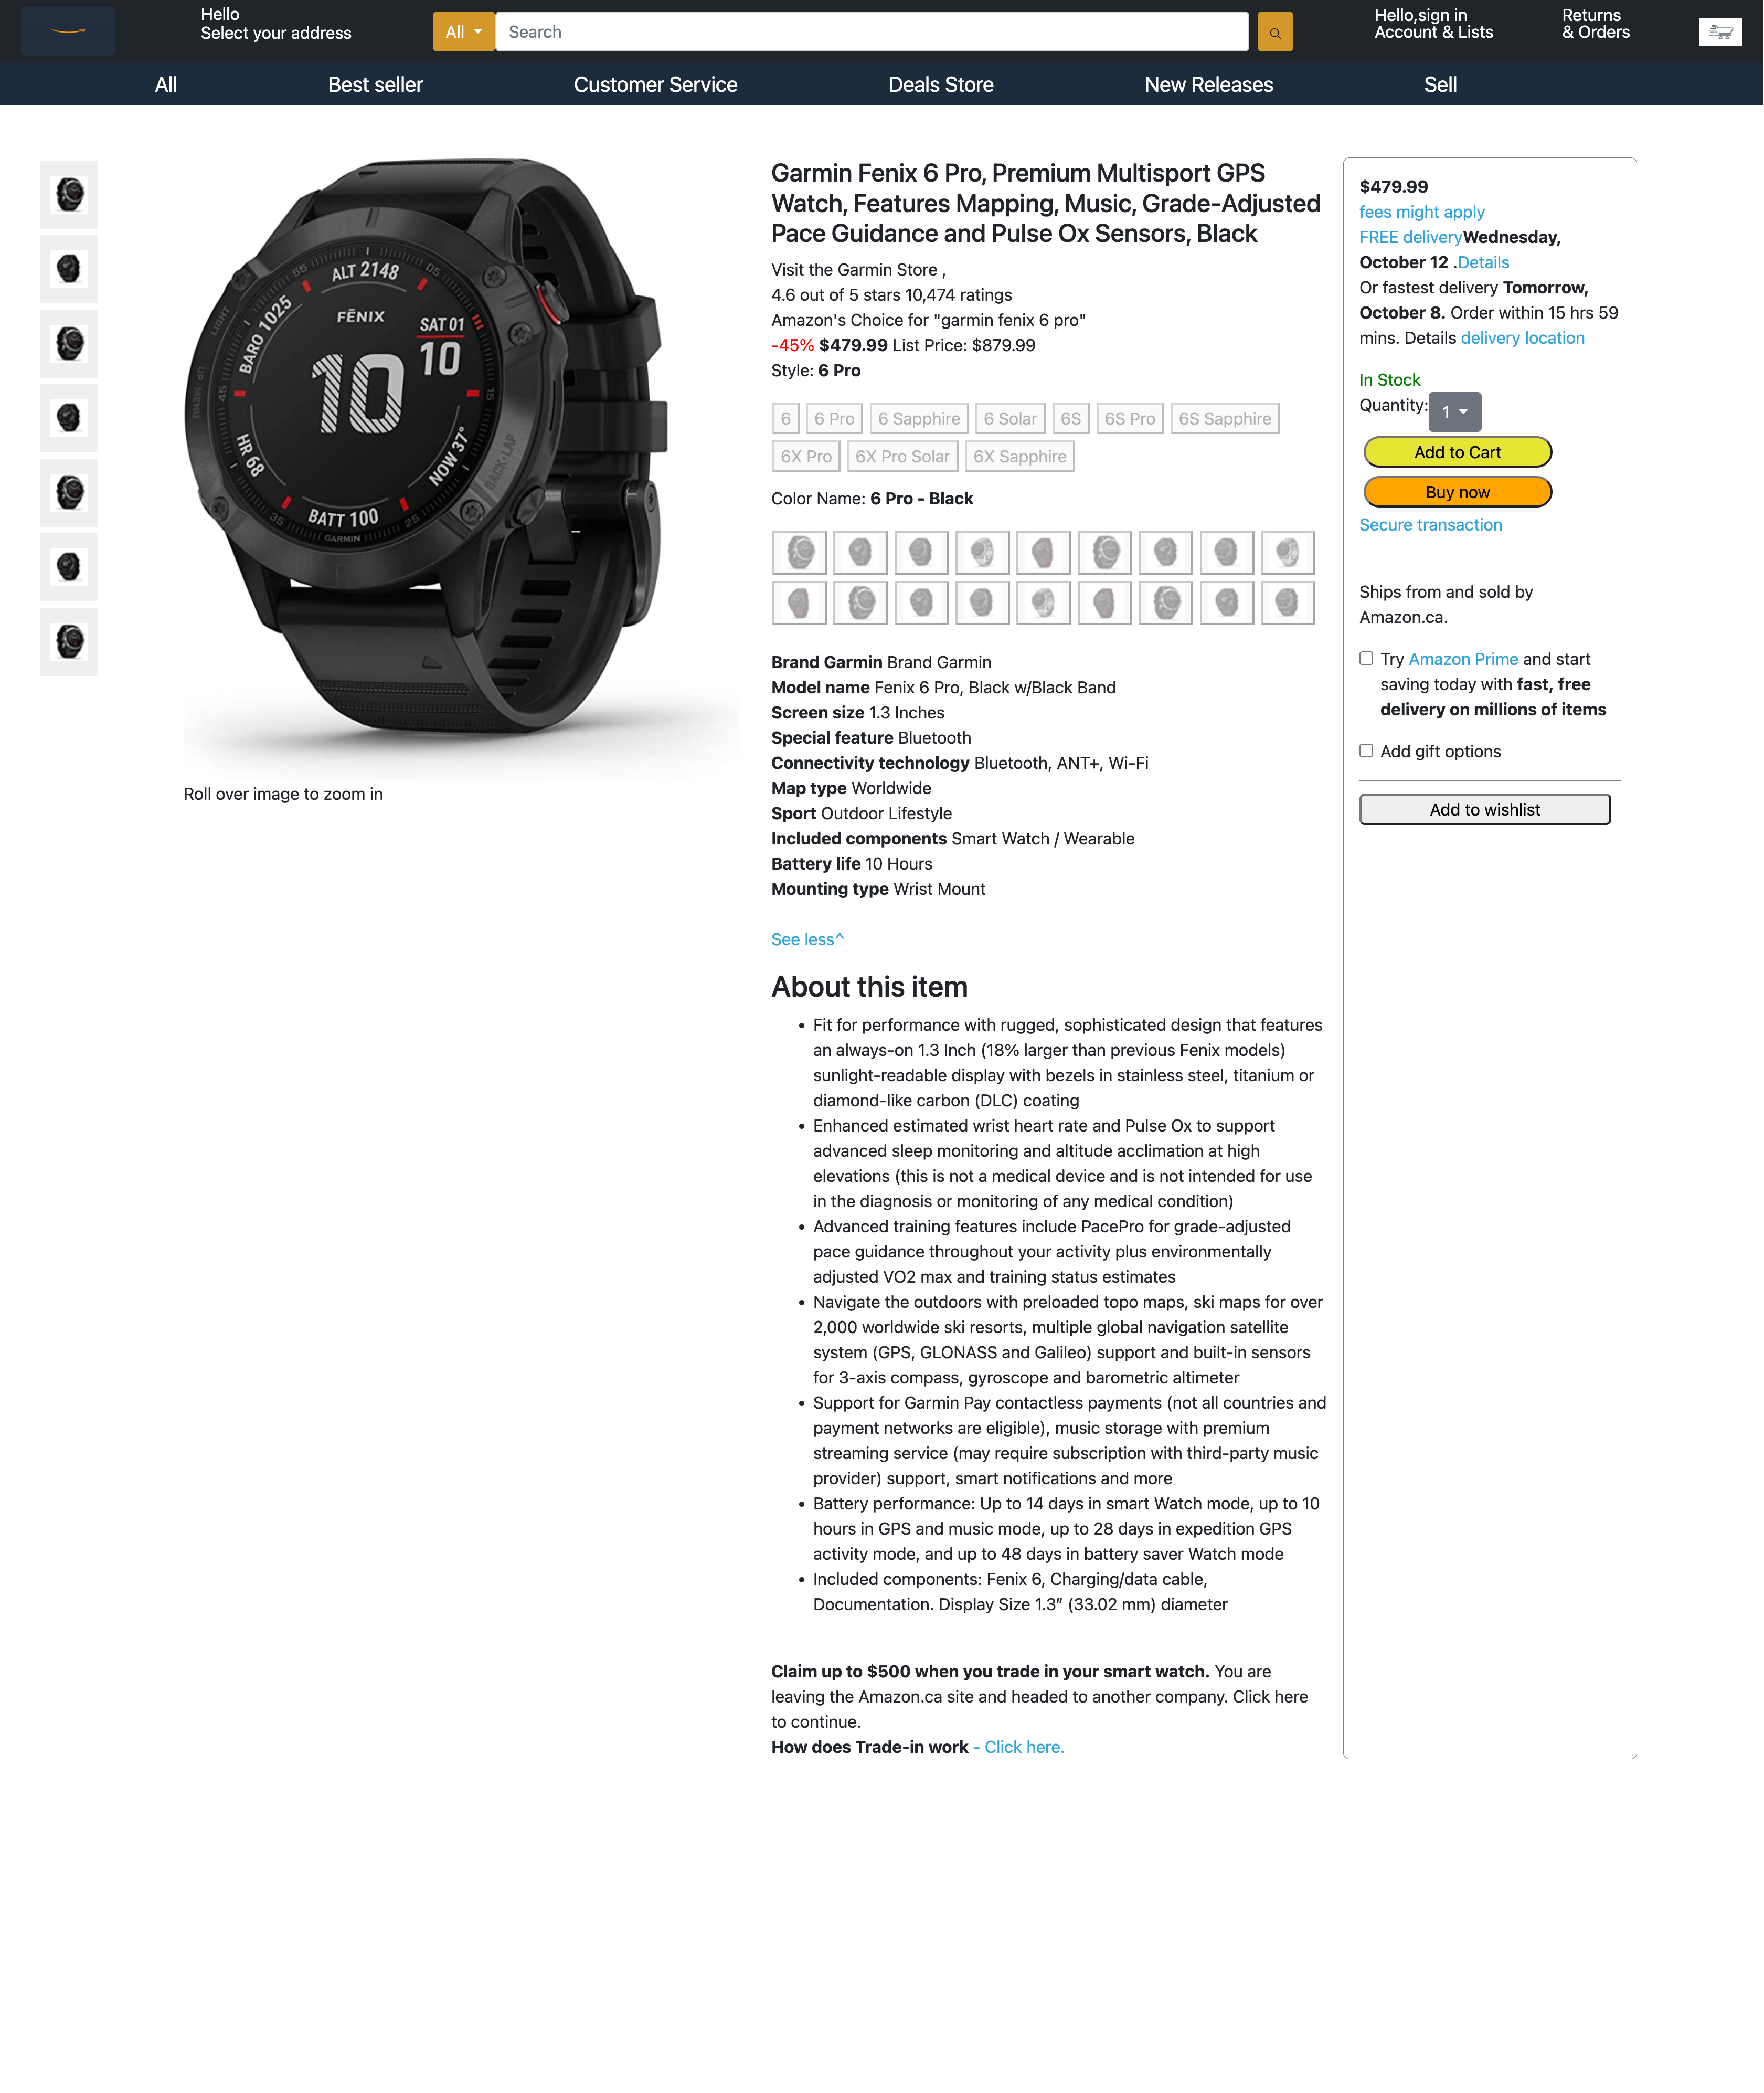 Hello
Select your address
All
Search
Hello,sign in
Account & Lists
Returns
& Orders
All
Best seller
Customer Service
Deals Store
New Releases
Sell
FĒNIX
ALT 2148
SAT 01
10
10
BARO 1025
HR 68
NOW 37°
BATT 100
GARMIN
LIGHT
UP·MENU
BACK·LAP
55
05
45
15
35
25
Roll over image to zoom in
Garmin Fenix 6 Pro, Premium Multisport GPS
Watch, Features Mapping, Music, Grade-Adjusted
Pace Guidance and Pulse Ox Sensors, Black
Visit the Garmin Store ,
4.6 out of 5 stars 10,474 ratings
Amazon's Choice for "garmin fenix 6 pro"
-45% $479.99 List Price: $879.99
Style: 6 Pro
6
6 Pro
6 Sapphire
6 Solar
6S
6S Pro
6S Sapphire
6X Pro
6X Pro Solar
6X Sapphire
Color Name: 6 Pro - Black
Brand Garmin Brand Garmin
Model name Fenix 6 Pro, Black w/Black Band
Screen size 1.3 Inches
Special feature Bluetooth
Connectivity technology Bluetooth, ANT+, Wi-Fi
Map type Worldwide
Sport Outdoor Lifestyle
Included components Smart Watch / Wearable
Battery life 10 Hours
Mounting type Wrist Mount
See less^
About this item
• Fit for performance with rugged, sophisticated design that features
an always-on 1.3 Inch (18% larger than previous Fenix models)
sunlight-readable display with bezels in stainless steel, titanium or
diamond-like carbon (DLC) coating
• Enhanced estimated wrist heart rate and Pulse Ox to support
advanced sleep monitoring and altitude acclimation at high
elevations (this is not a medical device and is not intended for use
in the diagnosis or monitoring of any medical condition)
• Advanced training features include PacePro for grade-adjusted
pace guidance throughout your activity plus environmentally
adjusted VO2 max and training status estimates
• Navigate the outdoors with preloaded topo maps, ski maps for over
2,000 worldwide ski resorts, multiple global navigation satellite
system (GPS, GLONASS and Galileo) support and built-in sensors
for 3-axis compass, gyroscope and barometric altimeter
• Support for Garmin Pay contactless payments (not all countries and
payment networks are eligible), music storage with premium
streaming service (may require subscription with third-party music
provider) support, smart notifications and more
• Battery performance: Up to 14 days in smart Watch mode, up to 10
hours in GPS and music mode, up to 28 days in expedition GPS
activity mode, and up to 48 days in battery saver Watch mode
• Included components: Fenix 6, Charging/data cable,
Documentation. Display Size 1.3” (33.02 mm) diameter
Claim up to $500 when you trade in your smart watch. You are
leaving the Amazon.ca site and headed to another company. Click here
to continue.
How does Trade-in work - Click here.
$479.99
fees might apply
FREE deliveryWednesday,
October 12 .Details
Or fastest delivery Tomorrow,
October 8. Order within 15 hrs 59
mins. Details delivery location
In Stock
Quantity: 1
Add to Cart
Buy now
Secure transaction
Ships from and sold by
Amazon.ca.
Try Amazon Prime and start
saving today with fast, free
delivery on millions of items
Add gift options
Add to wishlist